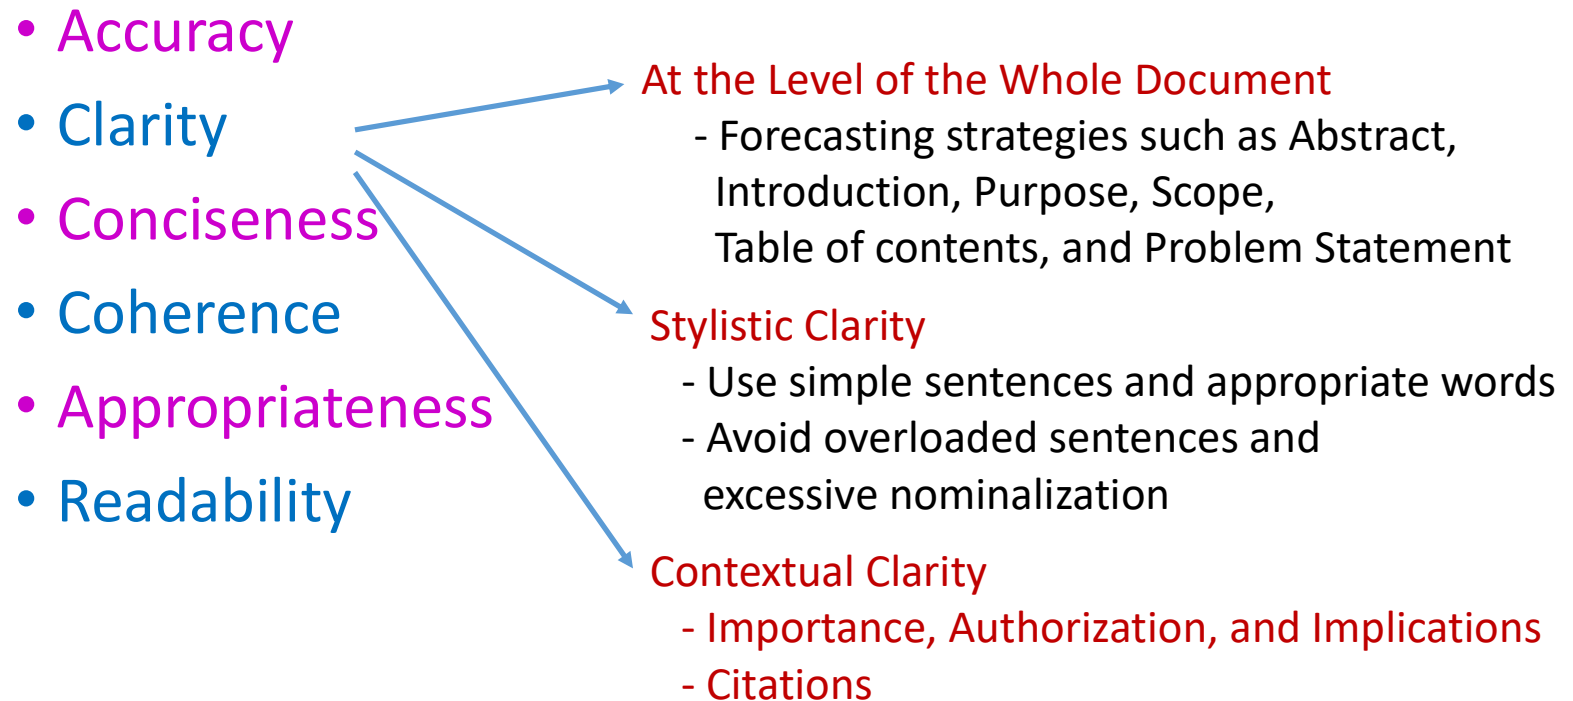 • Accuracy
• Clarity
• Conciseness
• Coherence
• Appropriateness
• Readability
At the Level of the Whole Document
- Forecasting strategies such as Abstract,
Introduction, Purpose, Scope,
Table of contents, and Problem Statement
Stylistic Clarity
- Use simple sentences and appropriate words
- Avoid overloaded sentences and
excessive nominalization
Contextual Clarity
- Importance, Authorization, and Implications
- Citations